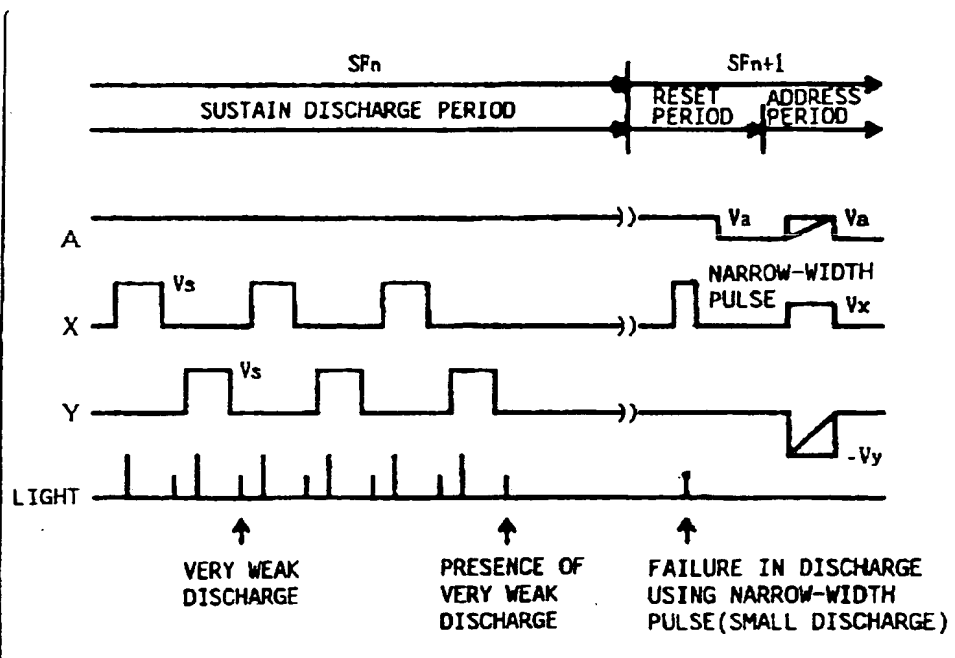 SFn
SFn+1
SUSTAIN DISCHARGE PERIOD
RESET
PERIOD
ADDRESS
PERIOD
A
Va
Va
X
Vs
NARROW-WIDTH
PULSE
Vx
Y
Vs
-Vy
LIGHT
VERY WEAK
DISCHARGE
PRESENCE OF
VERY WEAK
DISCHARGE
FAILURE IN DISCHARGE
USING NARROW-WIDTH
PULSE(SMALL DISCHARGE)